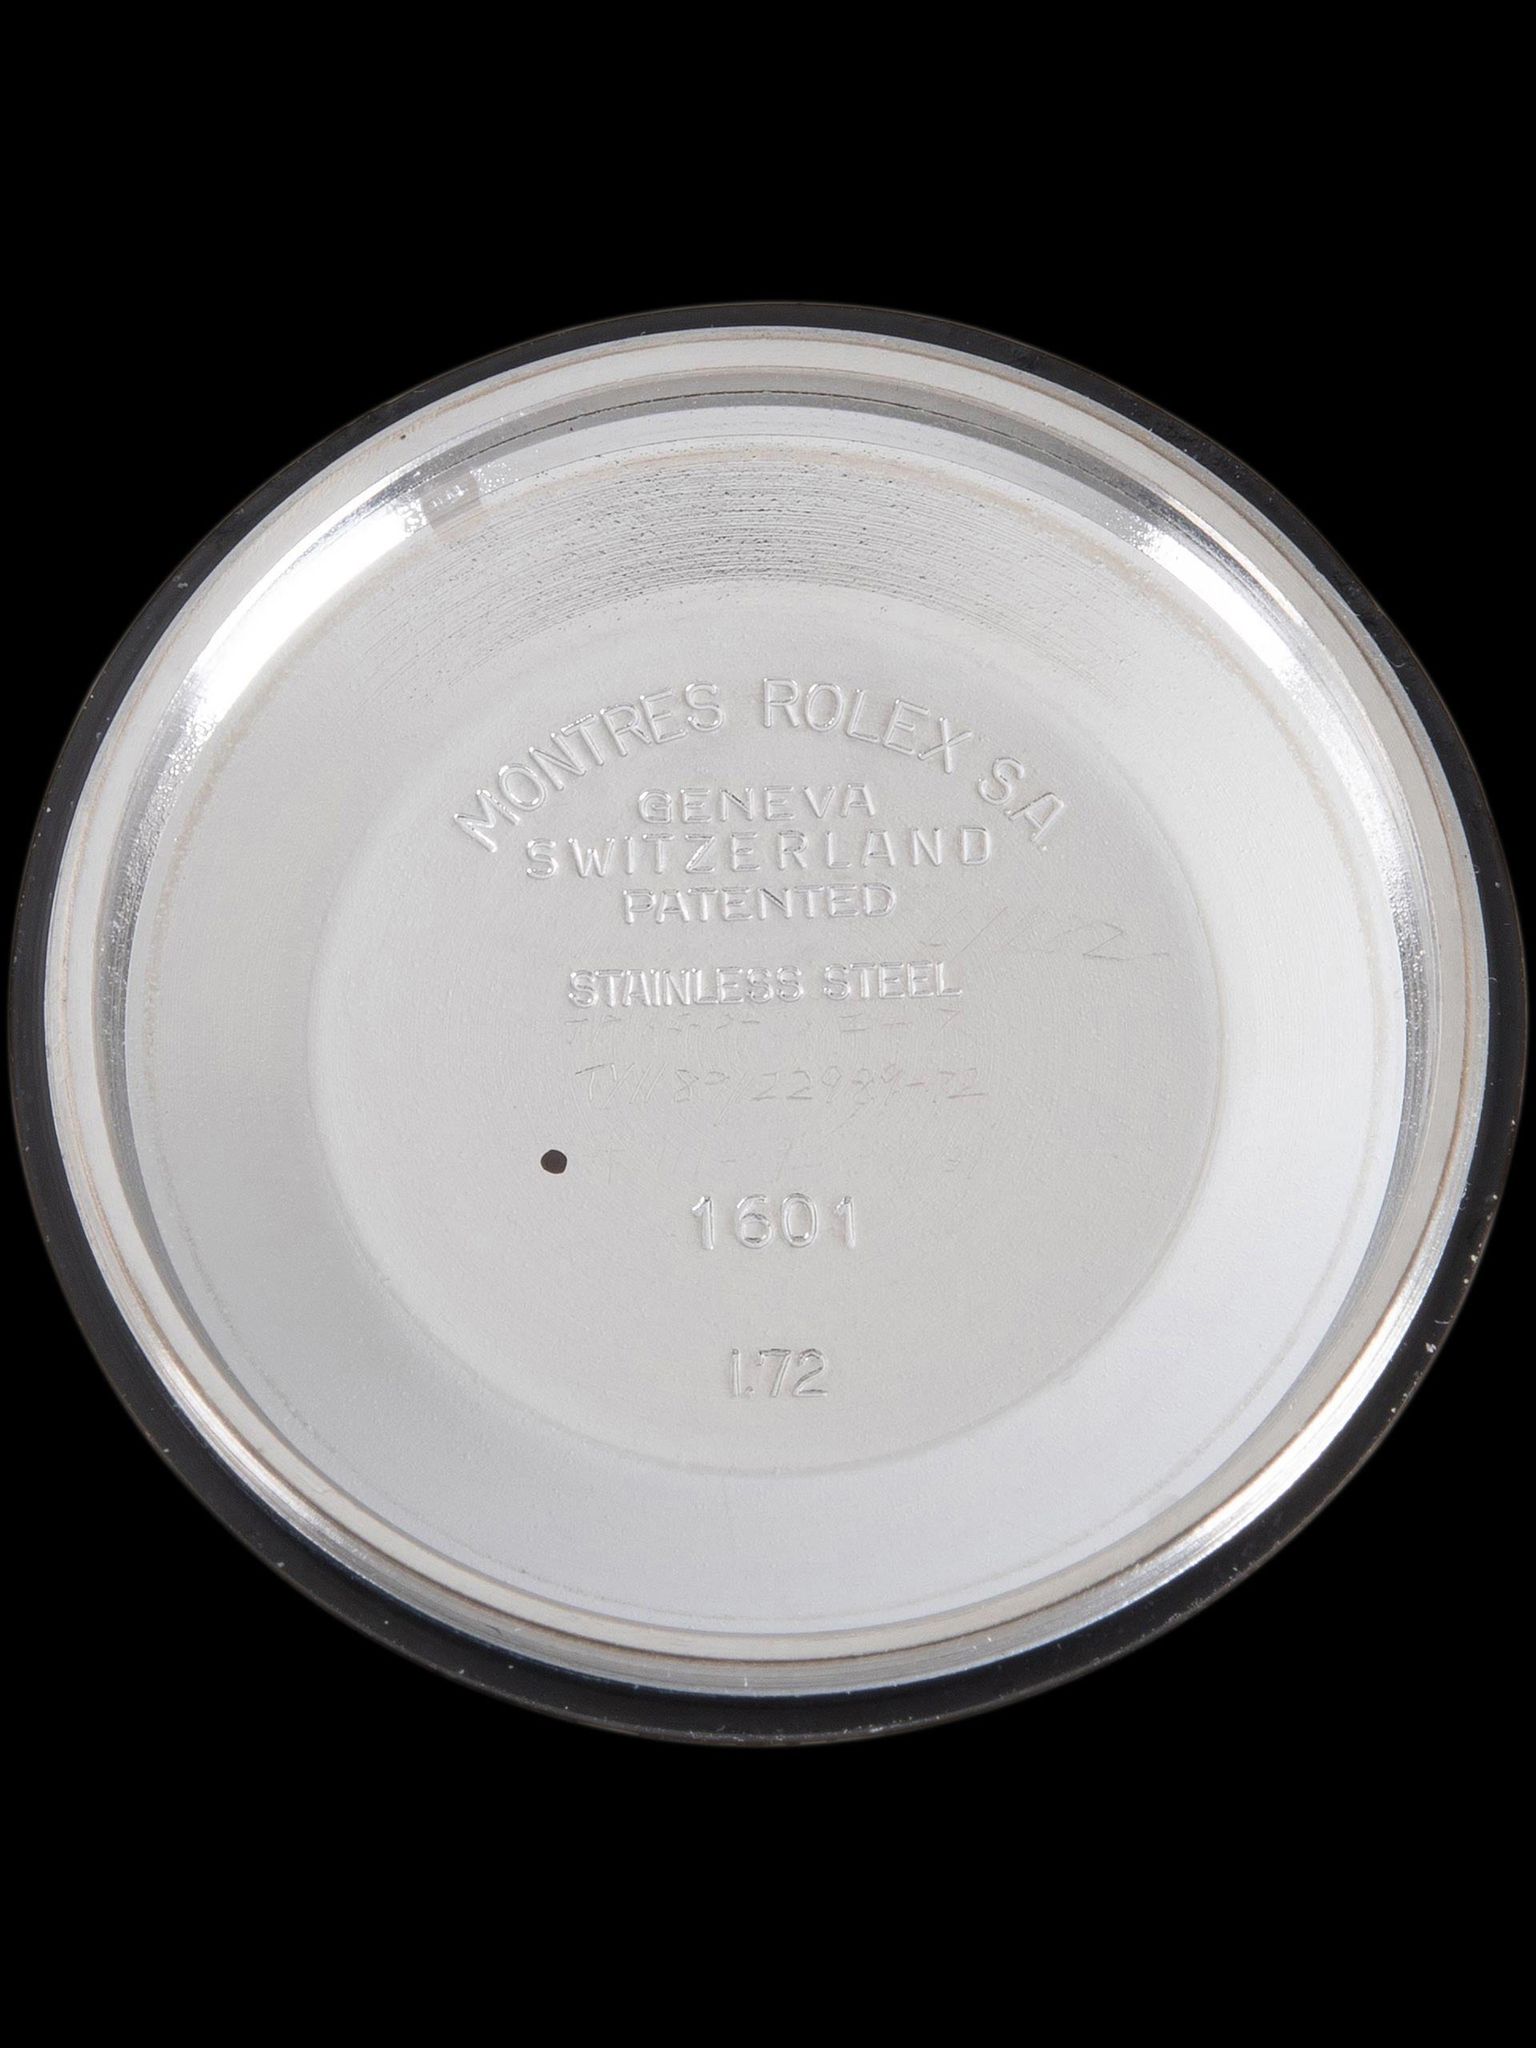 MONTRES ROLEX S.A.
GENEVA
SWITZERLAND
PATENTED
STAINLESS STEEL
1601
I.72